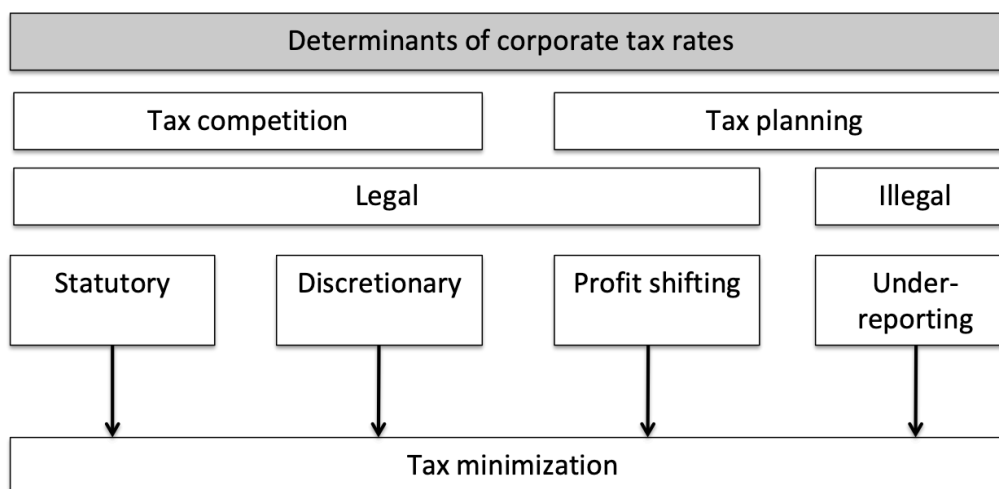 Determinants of corporate tax rates
Tax competition
Tax planning
Legal
Illegal
Statutory
Discretionary
Profit shifting
Under-
reporting
Tax minimization